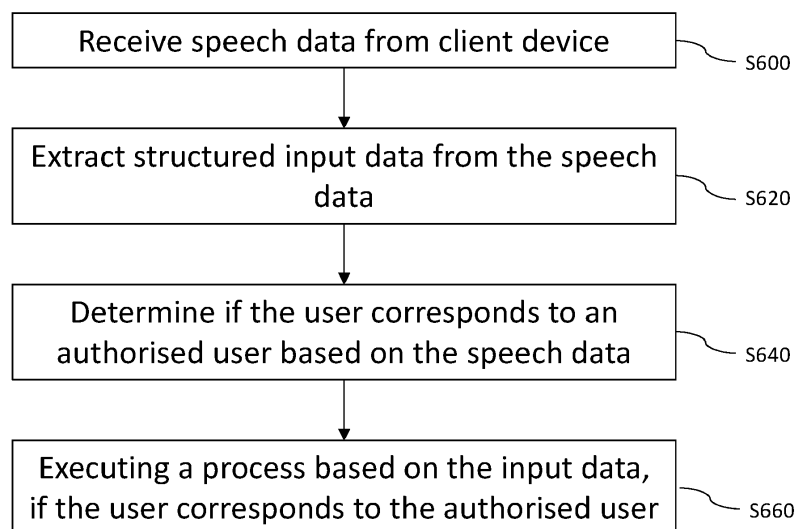 Receive speech data from client device
S600
Extract structured input data from the speech
data
S620
Determine if the user corresponds to an
authorised user based on the speech data
S640
Executing a process based on the input data,
if the user corresponds to the authorised user
S660